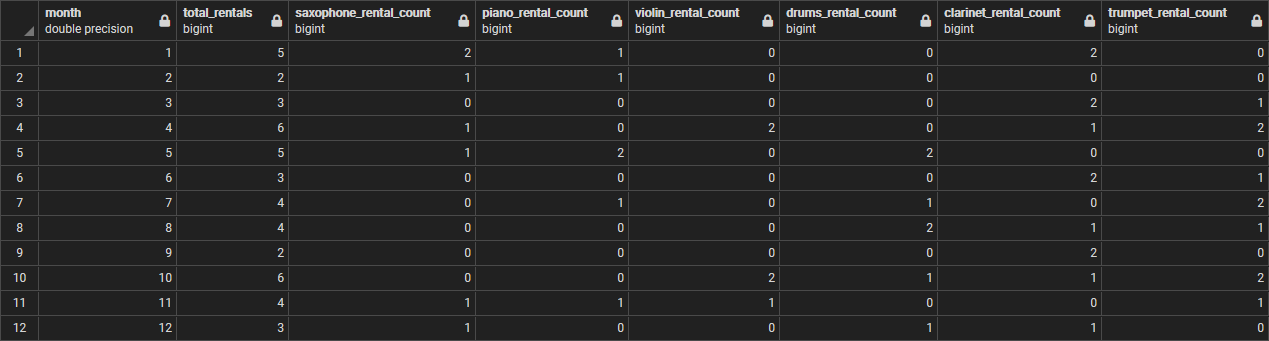 month total_rentals saxophone_rental_count piano_rental_count violin_rental_count drums_rental_count clarinet_rental_count trumpet_rental_count
double precision bigint bigint bigint bigint bigint bigint bigint
1 1 5 2 1 0 0 2 0
2 2 2 1 1 0 0 0 0
3 3 3 0 0 0 0 2 1
4 4 6 1 0 2 0 1 2
5 5 5 1 2 0 2 0 0
6 6 3 0 0 0 0 2 1
7 7 4 0 1 0 1 0 2
8 8 4 0 0 0 2 1 1
9 9 2 0 0 0 0 2 0
10 10 6 0 0 2 1 1 2
11 11 4 1 1 1 0 0 1
12 12 3 1 0 0 1 1 0